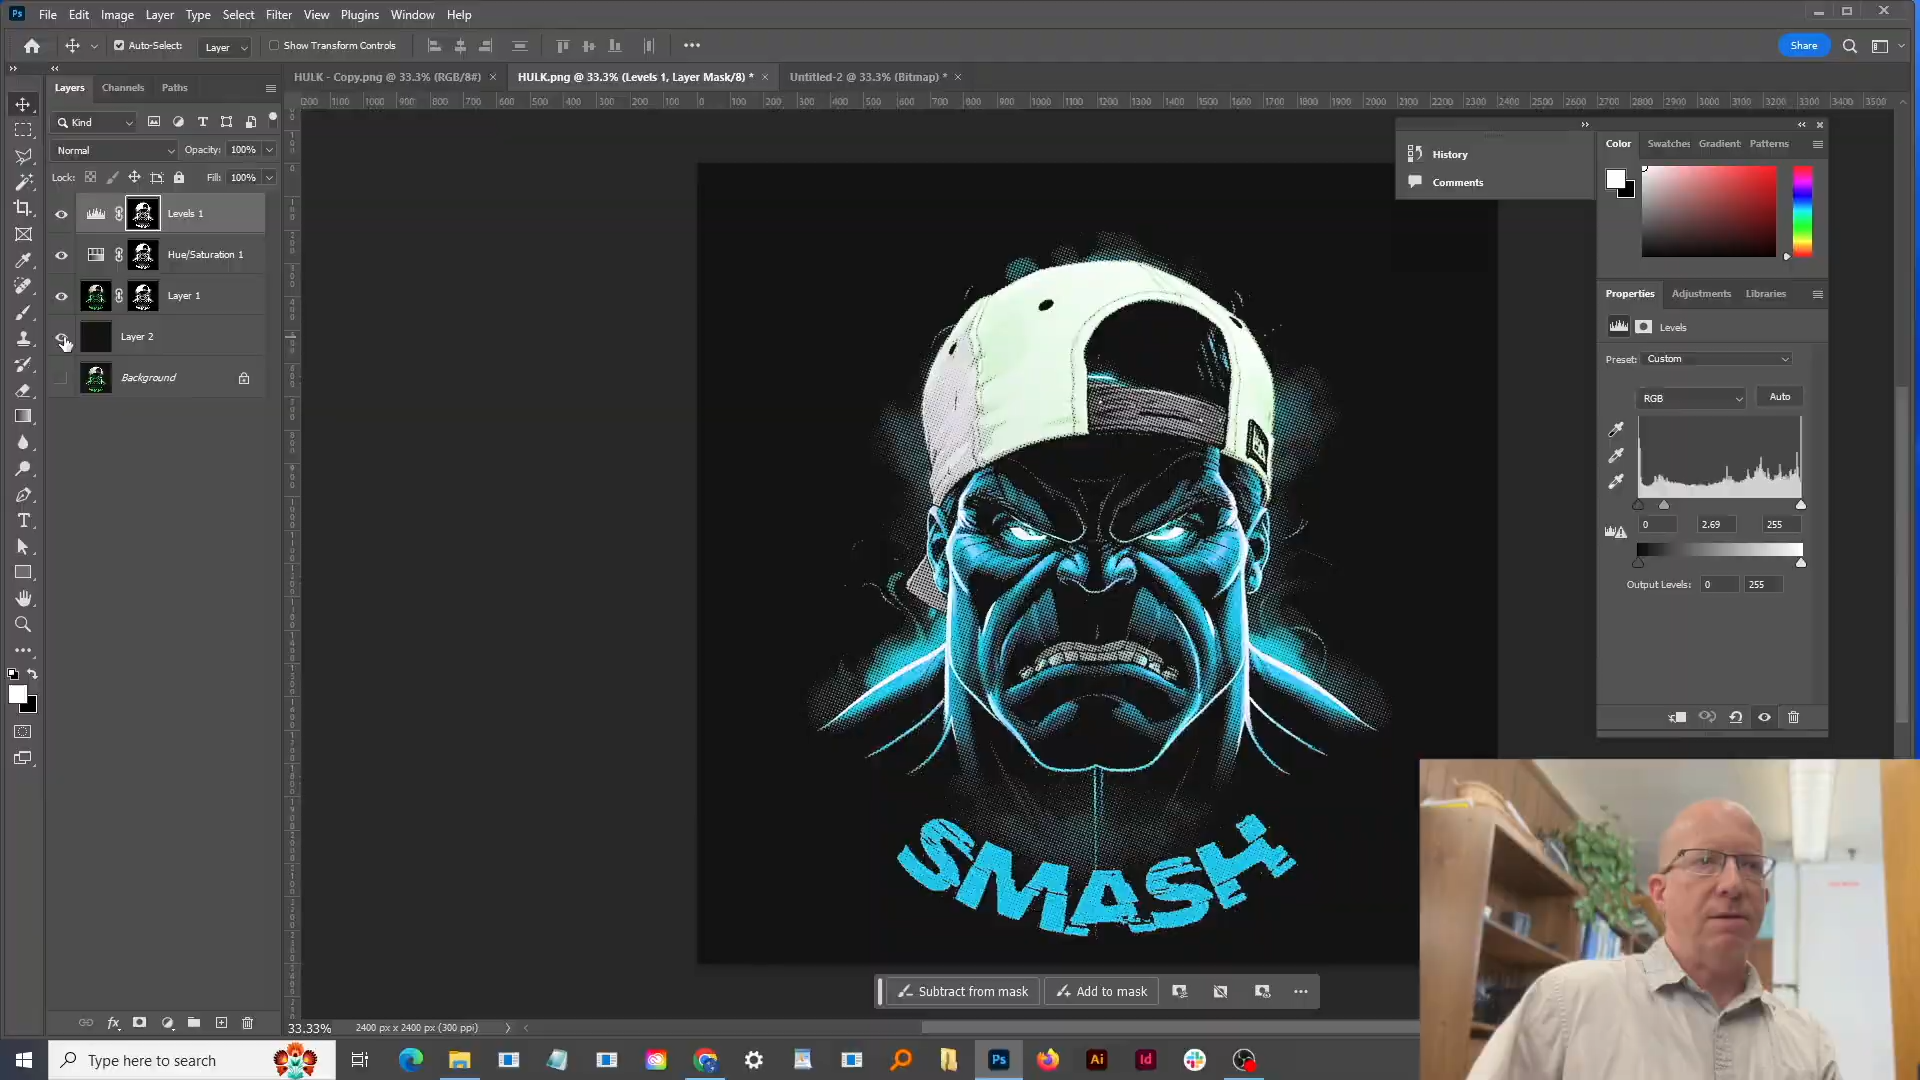 File Edit Image Layer Type Select Filter View Plugins Window Help
Auto-Select: Layer Show Transform Controls Share
HULK - Copy.png @ 33.3% (RGB/8#) HULK.png @ 33.3% (Levels 1, Layer Mask/8) * Untitled-2 @ 33.3% (Bitmap) *
Layers Channels Paths
Kind
Normal Opacity: 100%
Lock: Fill: 100%
Levels 1
Hue/Saturation 1
Layer 1
Layer 2
Background
History
Comments
Color Swatches Gradient Patterns
Properties Adjustments Libraries
Levels
Preset: Custom
RGB Auto
0 2.69 255
Output Levels: 0 255
SMASH
Subtract from mask Add to mask
33.33% 2400 px x 2400 px (300 ppi)
Type here to search
Ps Ai Id